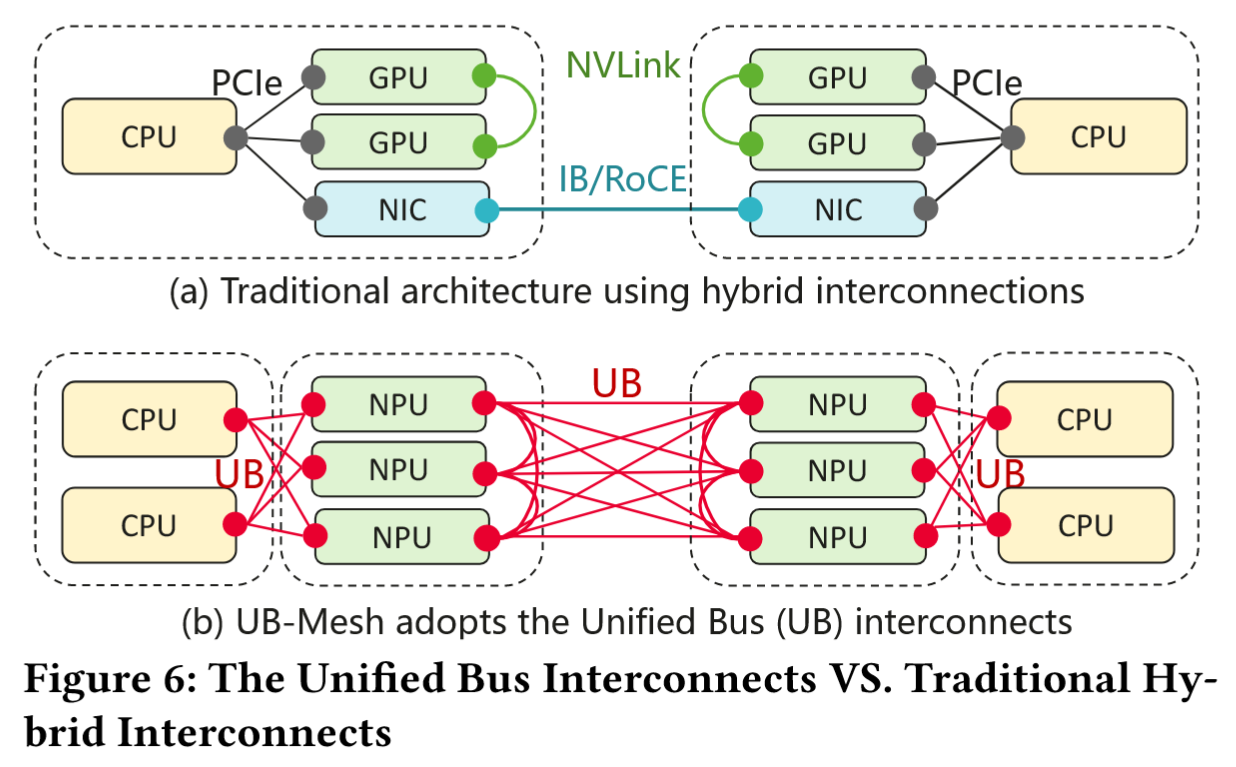 PCIe
GPU
NVLink
GPU
PCIe
CPU
GPU
GPU
CPU
IB/RoCE
NIC
NIC
(a) Traditional architecture using hybrid interconnections
CPU
NPU
UB
NPU
CPU
UB
NPU
NPU
UB
CPU
NPU
NPU
CPU
(b) UB-Mesh adopts the Unified Bus (UB) interconnects
Figure 6: The Unified Bus Interconnects VS. Traditional Hy-
brid Interconnects